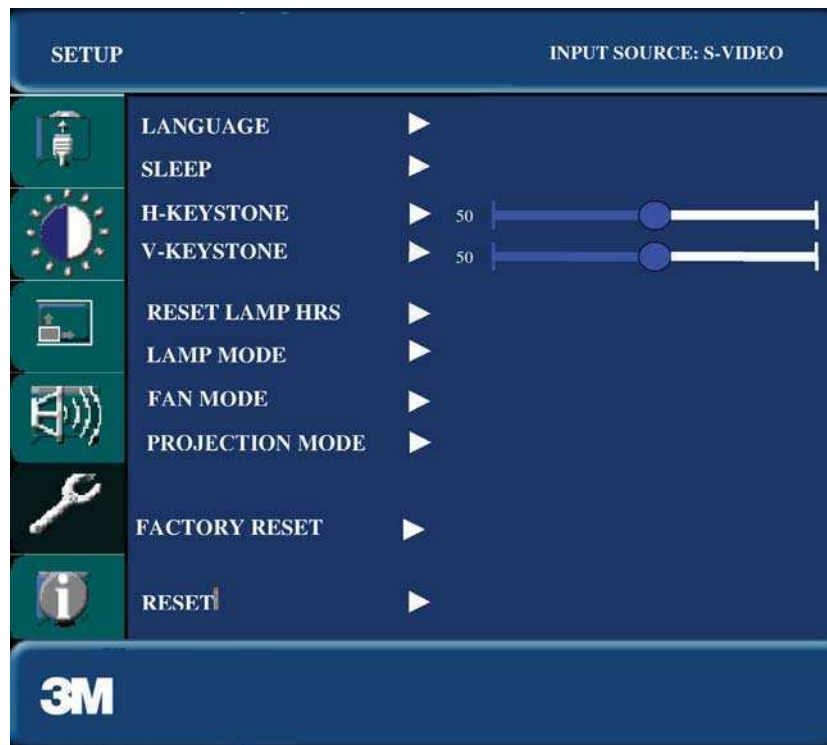 SETUP INPUT SOURCE: S-VIDEO
LANGUAGE
SLEEP
H-KEYSTONE 50
V-KEYSTONE 50
RESET LAMP HRS
LAMP MODE
FAN MODE
PROJECTION MODE
FACTORY RESET
RESET
3M